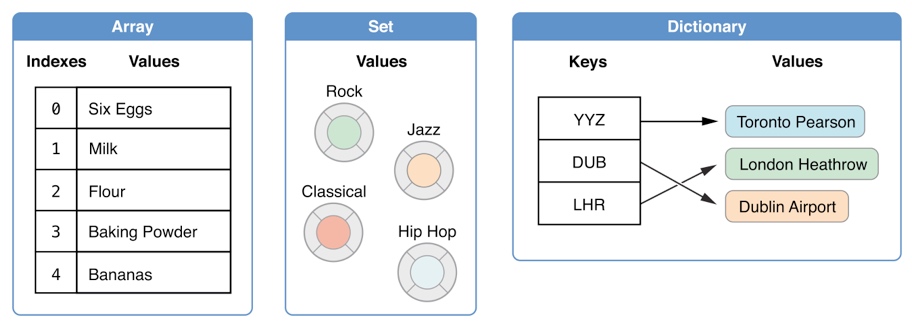 Array
Indexes Values
0 Six Eggs
1 Milk
2 Flour
3 Baking Powder
4 Bananas
Set
Values
Rock
Jazz
Classical
Hip Hop
Dictionary
Keys Values
YYZ Toronto Pearson
DUB London Heathrow
LHR Dublin Airport